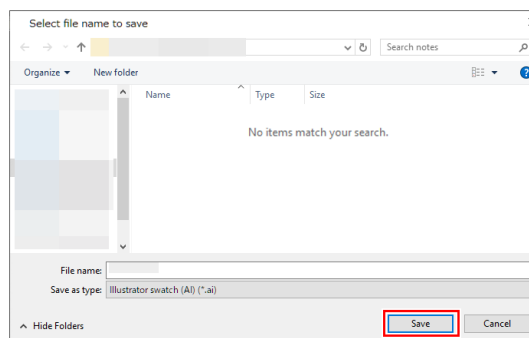 Select file name to save
Search notes
Organize New folder
Name Type Size
No items match your search.
File name:
Save as type: Illustrator swatch (AI) (*.ai)
Hide Folders Save Cancel